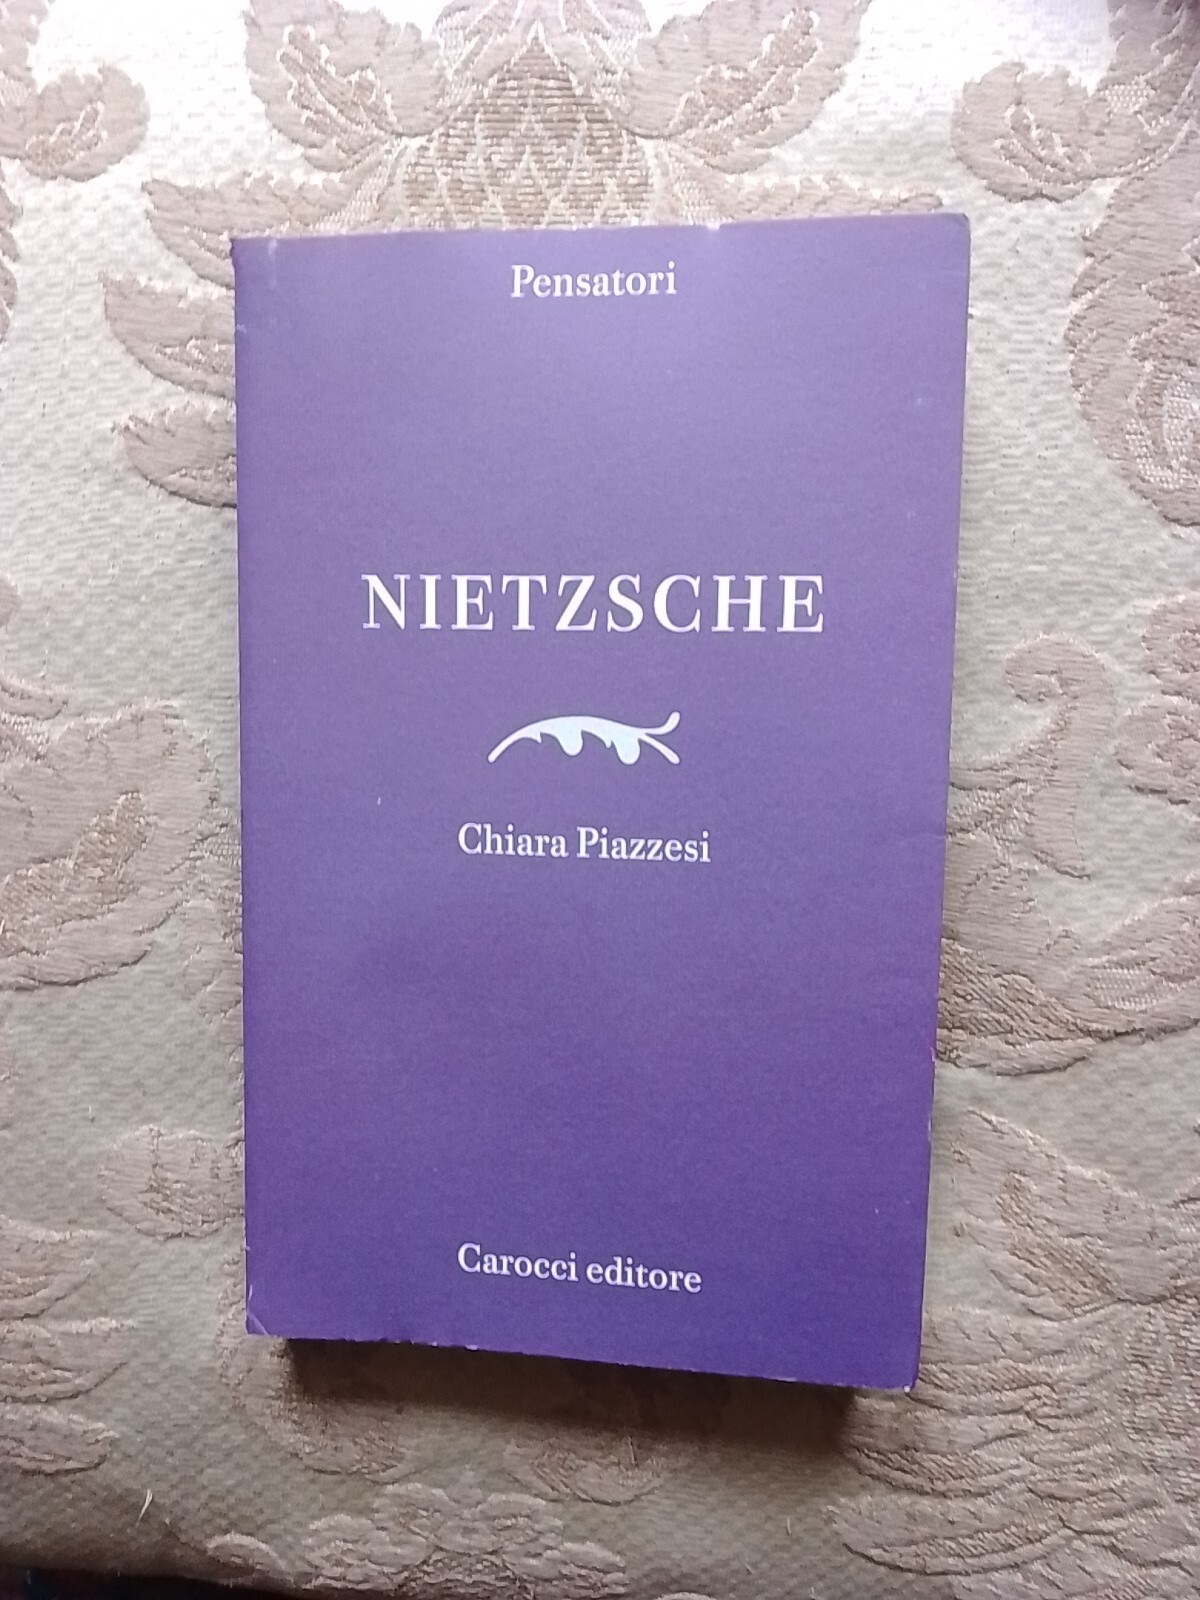 Pensatori
NIETZSCHE
Chiara Piazzesi
Carocci editore